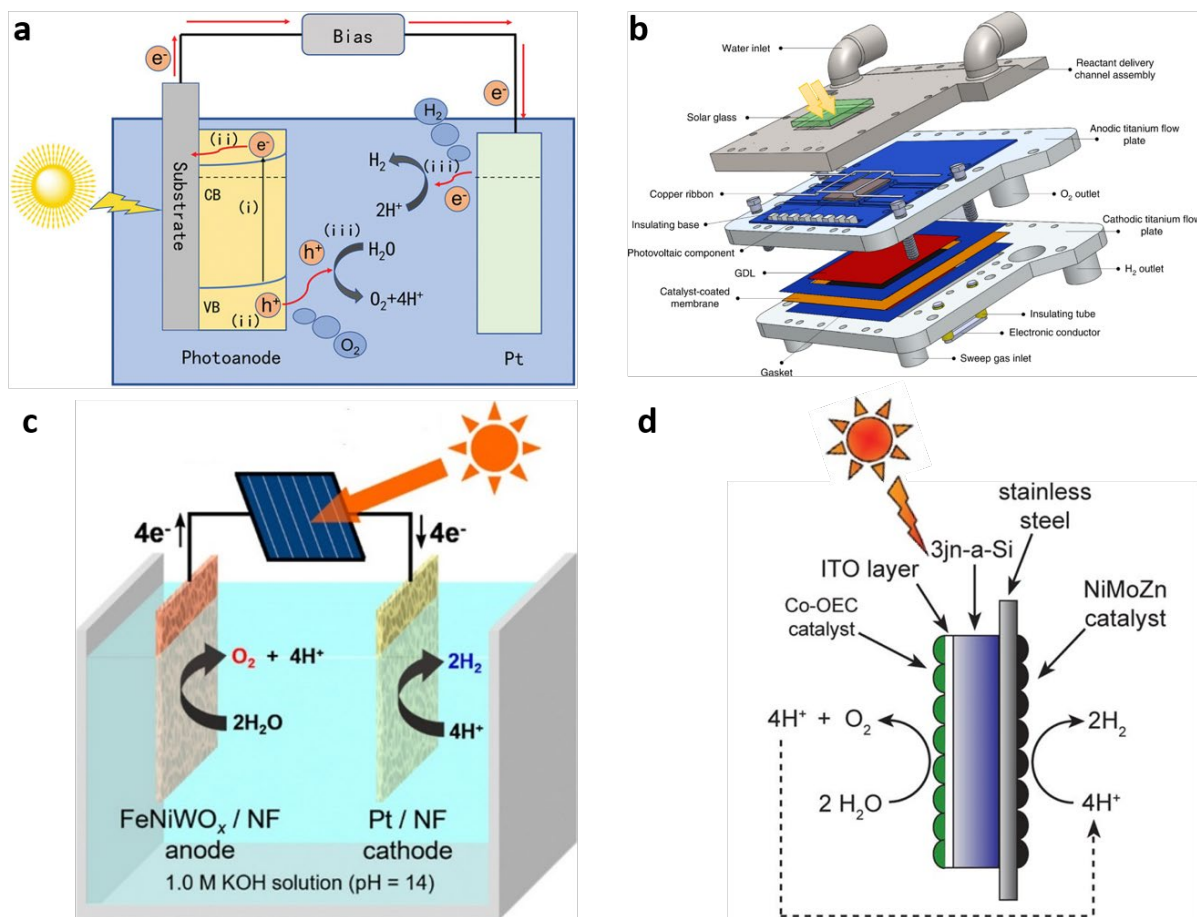 a
Bias
e⁻
e⁻
H₂
(ii)
e⁻
Substrate
CB
(i)
H₂
(iii)
e⁻
2H⁺
(iii)
h⁺
H₂O
O₂+4H⁺
VB
h⁺
(ii)
O₂
Photoanode
Pt
b
Water inlet
Reactant delivery
channel assembly
Solar glass
Anodic titanium flow
plate
Copper ribbon
O₂ outlet
Insulating base
Cathodic titanium flow
plate
Photovoltaic component
GDL
H₂ outlet
Catalyst-coated
membrane
Insulating tube
Electronic conductor
Gasket
Sweep gas inlet
c
4e⁻
4e⁻
O₂ + 4H⁺
2H₂O
2H₂
4H⁺
FeNiWOₓ / NF
anode
Pt / NF
cathode
1.0 M KOH solution (pH = 14)
d
stainless
steel
3jn-a-Si
ITO layer
NiMoZn
catalyst
Co-OEC
catalyst
4H⁺ + O₂
2H₂
2 H₂O
4H⁺